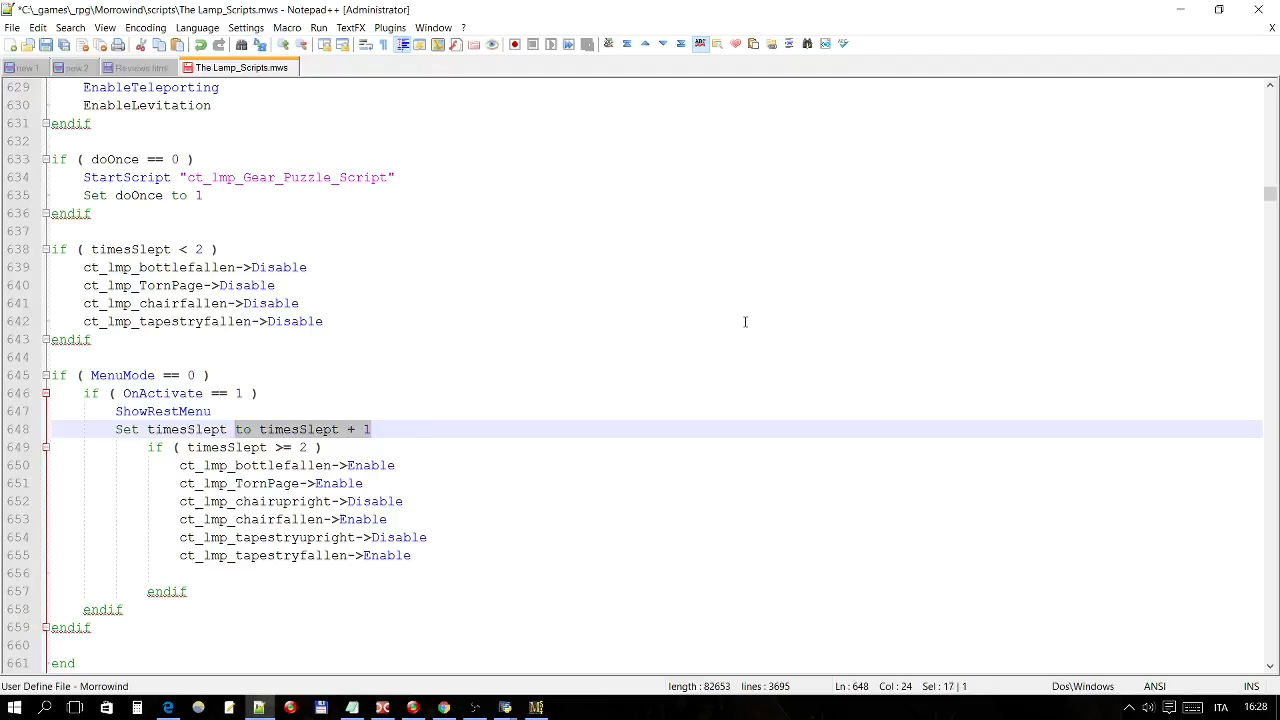 *C:\_games\_rpg\Morrowind\scripts\The Lamp_Scripts.mws - Notepad++ [Administrator]
File Edit Search View Encoding Language Settings Macro Run TextFX Plugins Window ? X
new 1 new 2 Reviews.html The Lamp_Scripts.mws
629 EnableTeleporting
630 EnableLevitation
631 endif
632
633 if ( doOnce == 0 )
634 StartScript "ct_lmp_Gear_Puzzle_Script"
635 Set doOnce to 1
636 endif
637
638 if ( timesSlept < 2 )
639 ct_lmp_bottlefallen->Disable
640 ct_lmp_TornPage->Disable
641 ct_lmp_chairfallen->Disable
642 ct_lmp_tapestryfallen->Disable
643 endif
644
645 if ( MenuMode == 0 )
646 if ( OnActivate == 1 )
647 ShowRestMenu
648 Set timesSlept to timesSlept + 1
649 if ( timesSlept >= 2 )
650 ct_lmp_bottlefallen->Enable
651 ct_lmp_TornPage->Enable
652 ct_lmp_chairupright->Disable
653 ct_lmp_chairfallen->Enable
654 ct_lmp_tapestryupright->Disable
655 ct_lmp_tapestryfallen->Enable
656
657 endif
658 endif
659 endif
660
661 end
User Define File - Morrowind length : 82653 lines : 3695 Ln : 648 Col : 24 Sel : 17 | 1 Dos\Windows ANSI INS
ITA 16:28